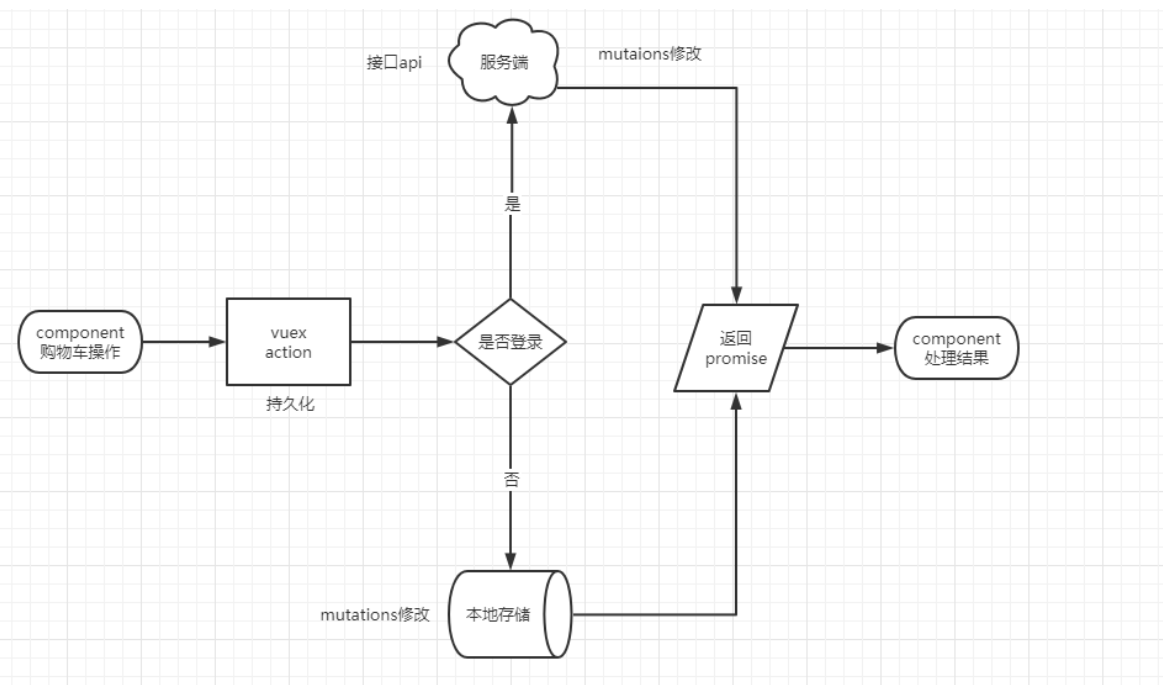 接口api
服务端
mutaions修改
是
component
购物车操作
vuex
action
持久化
是否登录
返回
promise
component
处理结果
否
mutations修改
本地存储